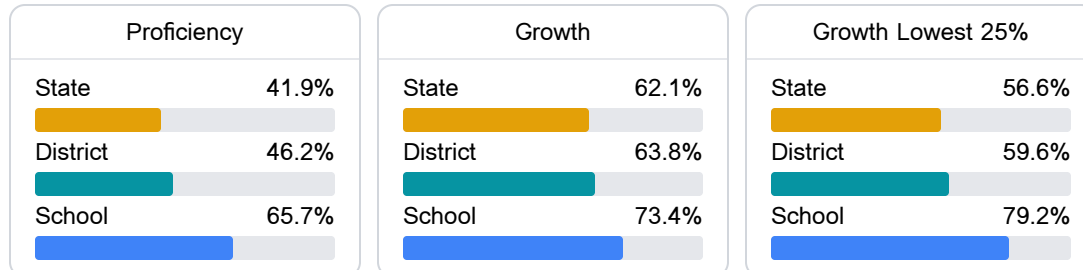 Proficiency
State 41.9%
District 46.2%
School 65.7%
Growth
State 62.1%
District 63.8%
School 73.4%
Growth Lowest 25%
State 56.6%
District 59.6%
School 79.2%